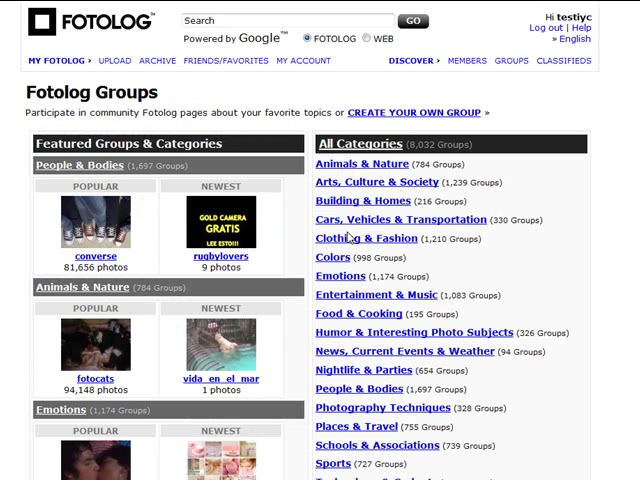 FOTOLOG™
Search GO
Powered by Google™ FOTOLOG WEB
Hi testiyc
Log out | Help
» English
MY FOTOLOG › UPLOAD ARCHIVE FRIENDS/FAVORITES MY ACCOUNT DISCOVER › MEMBERS GROUPS CLASSIFIEDS
Fotolog Groups
Participate in community Fotolog pages about your favorite topics or CREATE YOUR OWN GROUP »
Featured Groups & Categories
People & Bodies (1,697 Groups)
POPULAR NEWEST
GOLD CAMERA
GRATIS
LEE ESTO!!!
converse rugbylovers
81,656 photos 9 photos
Animals & Nature (784 Groups)
POPULAR NEWEST
fotocats vida_en_el_mar
94,148 photos 1 photos
Emotions (1,174 Groups)
POPULAR NEWEST
All Categories (8,032 Groups)
Animals & Nature (784 Groups)
Arts, Culture & Society (1,239 Groups)
Building & Homes (216 Groups)
Cars, Vehicles & Transportation (330 Groups)
Clothing & Fashion (1,210 Groups)
Colors (998 Groups)
Emotions (1,174 Groups)
Entertainment & Music (1,083 Groups)
Food & Cooking (195 Groups)
Humor & Interesting Photo Subjects (326 Groups)
News, Current Events & Weather (94 Groups)
Nightlife & Parties (654 Groups)
People & Bodies (1,697 Groups)
Photography Techniques (328 Groups)
Places & Travel (755 Groups)
Schools & Associations (739 Groups)
Sports (727 Groups)